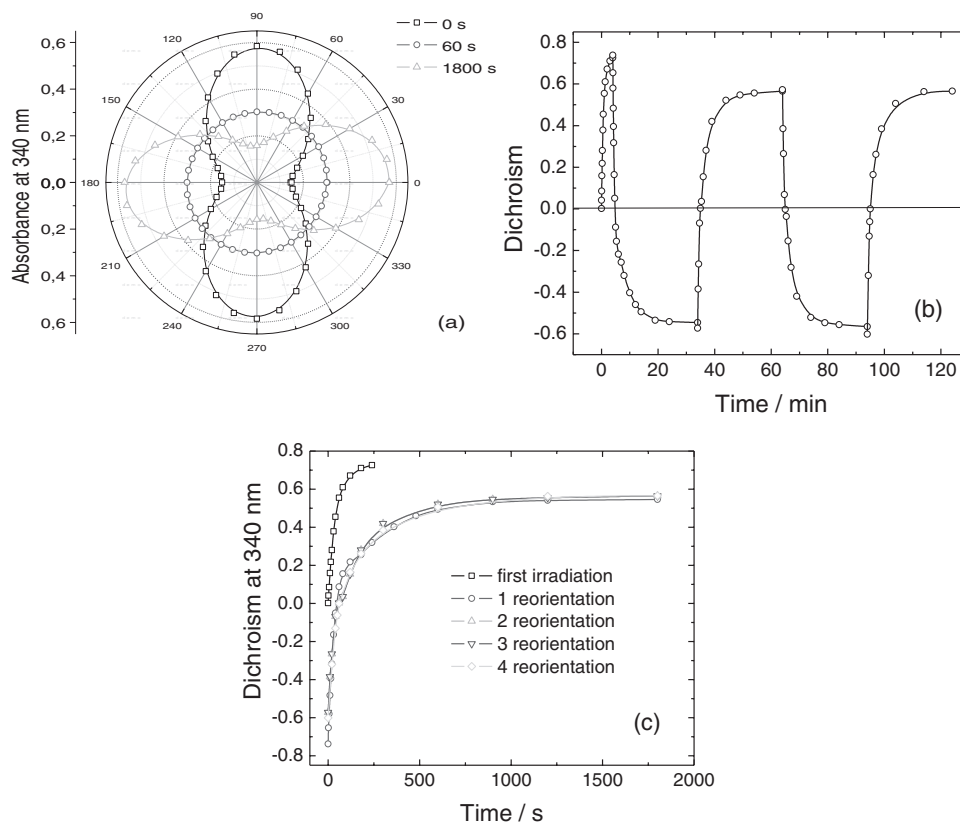 90
120
60
150
30
180
0
210
330
240
300
270
0 s
60 s
1800 s
Absorbance at 340 nm
0,6
0,4
0,2
0,0
0,2
0,4
0,6
(a)
Dichroism
0.8
0.6
0.4
0.2
0.0
-0.2
-0.4
-0.6
0 20 40 60 80 100 120
Time / min
(b)
Dichroism at 340 nm
0.8
0.6
0.4
0.2
0.0
-0.2
-0.4
-0.6
-0.8
first irradiation
1 reorientation
2 reorientation
3 reorientation
4 reorientation
(c)
0 500 1000 1500 2000
Time / s